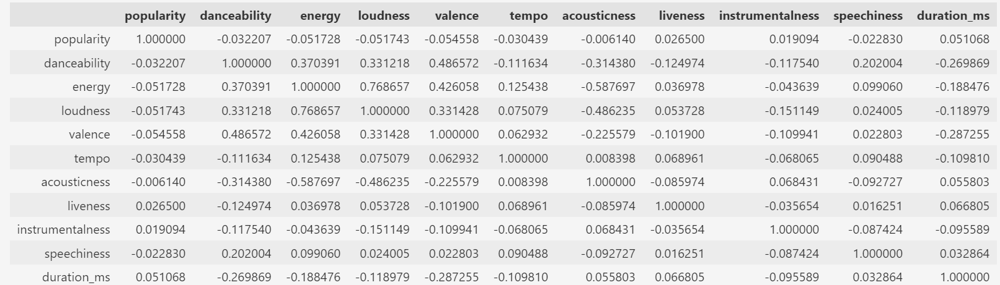 popularity danceability energy loudness valence tempo acousticness liveness instrumentalness speechiness duration_ms
popularity 1.000000 -0.032207 -0.051728 -0.051743 -0.054558 -0.030439 -0.006140 0.026500 0.019094 -0.022830 0.051068
danceability -0.032207 1.000000 0.370391 0.331218 0.486572 -0.111634 -0.314380 -0.124974 -0.117540 0.202004 -0.269869
energy -0.051728 0.370391 1.000000 0.768657 0.426058 0.125438 -0.587697 0.036978 -0.043639 0.099060 -0.188476
loudness -0.051743 0.331218 0.768657 1.000000 0.331428 0.075079 -0.486235 0.053728 -0.151149 0.024005 -0.118979
valence -0.054558 0.486572 0.426058 0.331428 1.000000 0.062932 -0.225579 -0.101900 -0.109941 0.022803 -0.287255
tempo -0.030439 -0.111634 0.125438 0.075079 0.062932 1.000000 0.008398 0.068961 -0.068065 0.090488 -0.109810
acousticness -0.006140 -0.314380 -0.587697 -0.486235 -0.225579 0.008398 1.000000 -0.085974 0.068431 -0.092727 0.055803
liveness 0.026500 -0.124974 0.036978 0.053728 -0.101900 0.068961 -0.085974 1.000000 -0.035654 0.016251 0.066805
instrumentalness 0.019094 -0.117540 -0.043639 -0.151149 -0.109941 -0.068065 0.068431 -0.035654 1.000000 -0.087424 -0.095589
speechiness -0.022830 0.202004 0.099060 0.024005 0.022803 0.090488 -0.092727 0.016251 -0.087424 1.000000 0.032864
duration_ms 0.051068 -0.269869 -0.188476 -0.118979 -0.287255 -0.109810 0.055803 0.066805 -0.095589 0.032864 1.000000